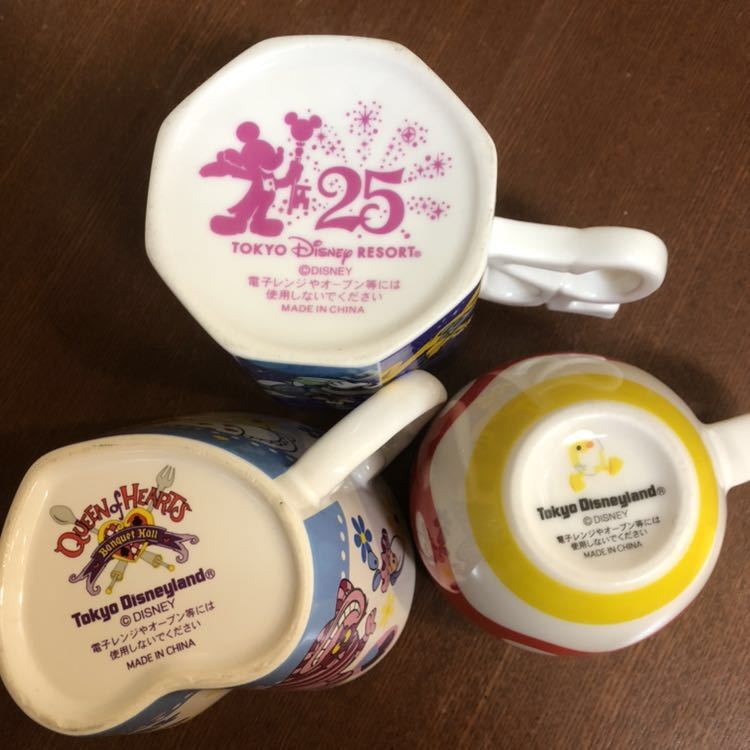 25
TOKYO Disney RESORT®
©DISNEY
電子レンジやオーブン等には
使用しないでください
MADE IN CHINA
QUEEN of HEARTS
Banquet Hall
Tokyo Disneyland®
©DISNEY
電子レンジやオーブン等には
使用しないでください
MADE IN CHINA
Tokyo Disneyland®
©DISNEY
電子レンジやオーブン等には
使用しないでください
MADE IN CHINA